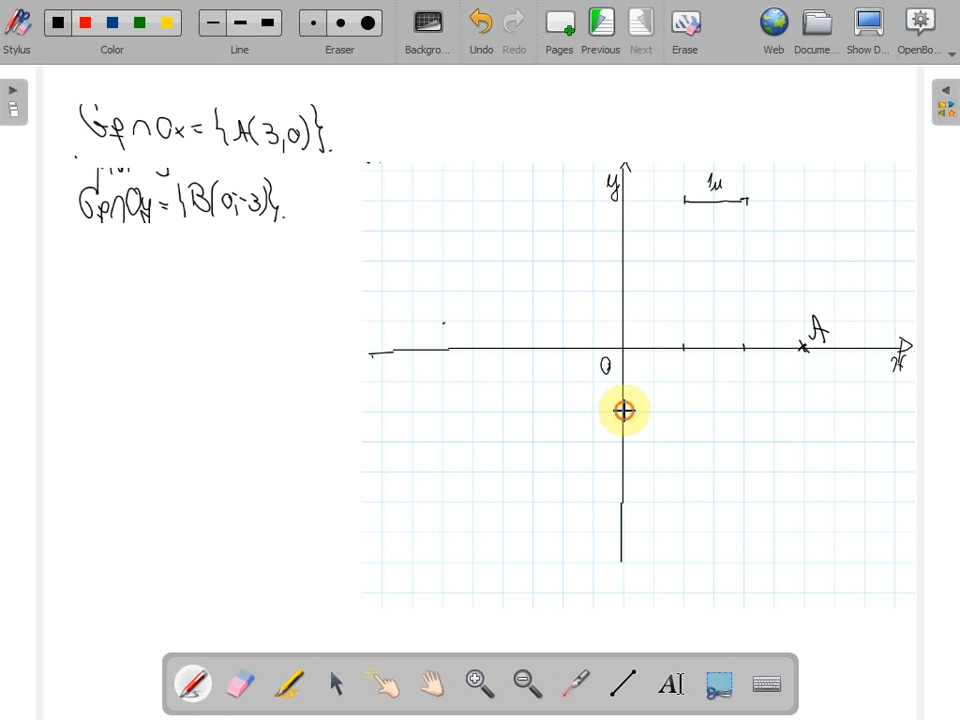 Stylus
Color
Line
Eraser
Backgro...
Undo
Redo
Pages
Previous
Next
Erase
Web
Docume...
Show D...
OpenBo...
Gf∩Ox={A(3,0)}.
Gf∩Oy={B(0,-3)}.
y
1u
A
0
x
A